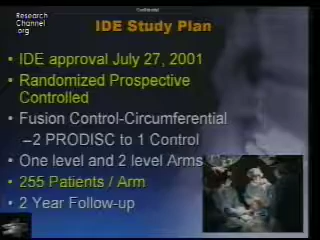 Research
Channel
.org
Confidential
IDE Study Plan
• IDE approval July 27, 2001
• Randomized Prospective
Controlled
• Fusion Control-Circumferential
–2 PRODISC to 1 Control
• One level and 2 level Arms
• 255 Patients / Arm
• 2 Year Follow-up